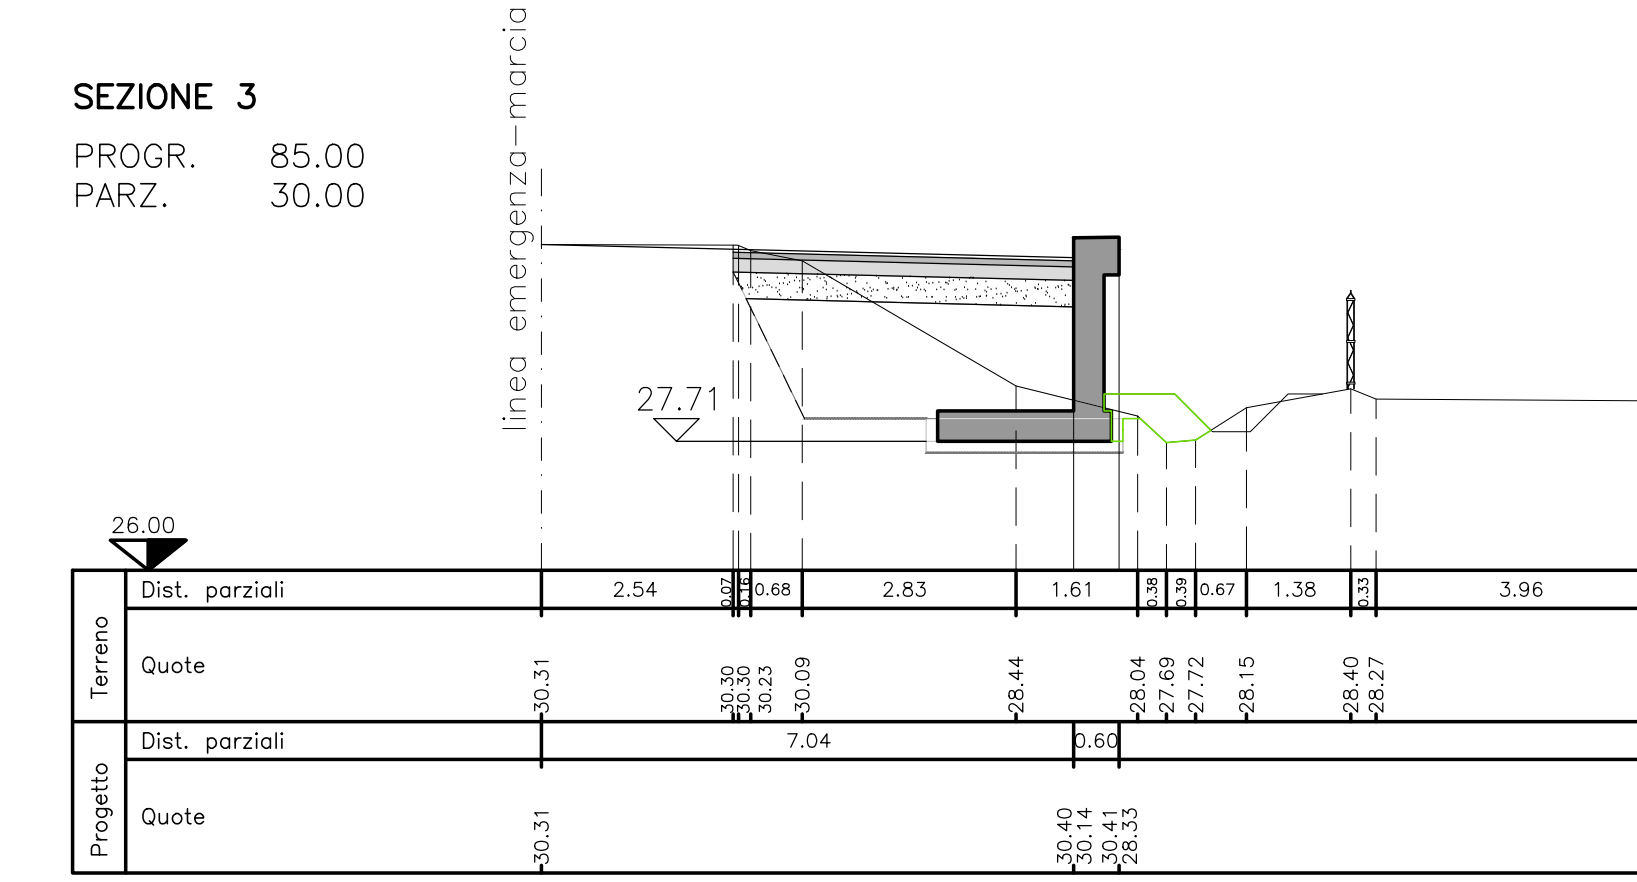 linea emergenza-marcia
SEZIONE 3
PROGR. 85.00
PARZ. 30.00
27.71
26.00
Terreno
Dist. parziali 2.54 0.07 0.16 0.68 2.83 1.61 0.38 0.39 0.67 1.38 0.33 3.96
Quote 30.31 30.30 30.30 30.23 30.09 28.44 28.04 27.69 27.72 28.15 28.40 28.27
Progetto
Dist. parziali 7.04 0.60
Quote 30.31 30.40 30.14 30.41 28.33